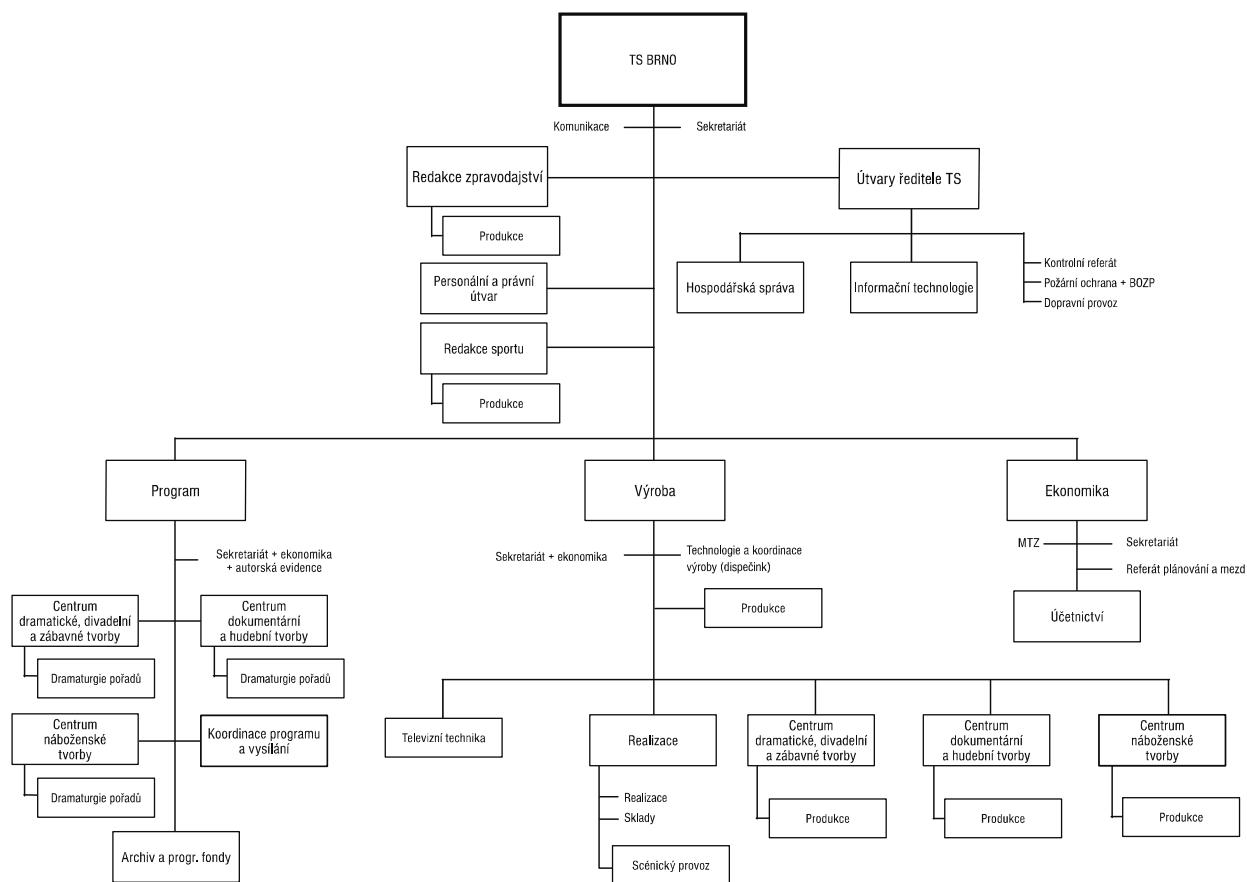 TS BRNO
Komunikace
Sekretariát
Redakce zpravodajství
Útvary ředitele TS
Produkce
Kontrolní referát
Hospodářská správa
Informační technologie
Požární ochrana + BOZP
Dopravní provoz
Personální a právní
útvar
Redakce sportu
Produkce
Program
Výroba
Ekonomika
Sekretariát + ekonomika
+ autorská evidence
Sekretariát + ekonomika
Technologie a koordinace
výroby (dispečink)
MTZ
Sekretariát
Referát plánování a mezd
Produkce
Účetnictví
Centrum
dramatické, divadelní
a zábavné tvorby
Centrum
dokumentární
a hudební tvorby
Dramaturgie pořadů
Dramaturgie pořadů
Centrum
náboženské
tvorby
Koordinace programu
a vysílání
Dramaturgie pořadů
Archiv a progr. fondy
Televizní technika
Realizace
Centrum
dramatické, divadelní
a zábavné tvorby
Centrum
dokumentární
a hudební tvorby
Centrum
náboženské
tvorby
Realizace
Sklady
Scénický provoz
Produkce
Produkce
Produkce